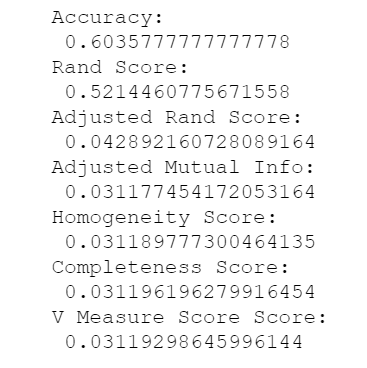 Accuracy:
0.6035777777777778
Rand Score:
0.5214460775671558
Adjusted Rand Score:
0.042892160728089164
Adjusted Mutual Info:
0.031177454172053164
Homogeneity Score:
0.031189777300464135
Completeness Score:
0.031196196279916454
V Measure Score Score:
0.03119298645996144